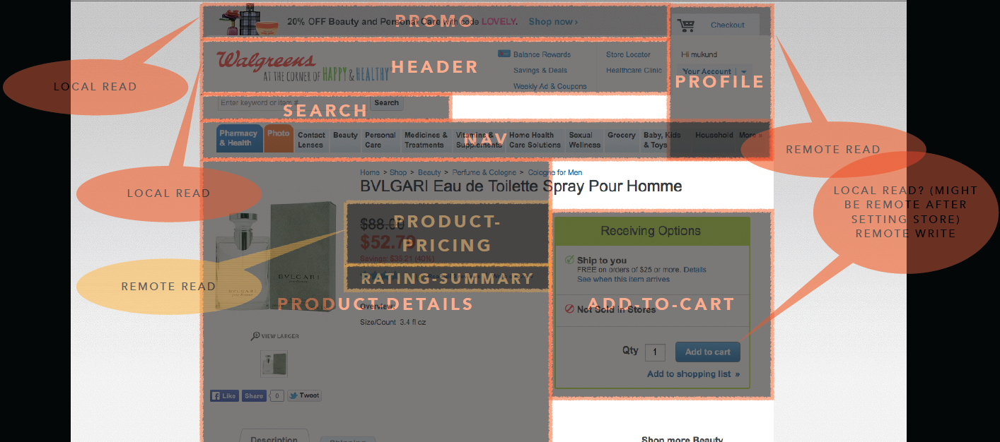 20% OFF Beauty and Personal Care with code LOVELY. Shop now ›
PROMO
Checkout
Walgreens
AT THE CORNER OF HAPPY & HEALTHY
HEADER
Balance Rewards
Store Locator
Savings & Deals
Healthcare Clinic
Weekly Ad & Coupons
Hi mukund
Your Account
PROFILE
LOCAL READ
Enter keyword or item #
Search
SEARCH
Pharmacy & Health
Photo
Contact Lenses
Beauty
Personal Care
Medicines & Treatments
Vitamins & Supplements
Home Health Care Solutions
Sexual Wellness
Grocery
Baby, Kids & Toys
Household
More »
NAV
REMOTE READ
Home > Shop > Beauty > Perfume & Cologne > Cologne for Men
BVLGARI Eau de Toilette Spray Pour Homme
LOCAL READ
LOCAL READ? (MIGHT
BE REMOTE AFTER
SETTING STORE)
REMOTE WRITE
$88.00
PRODUCT-
PRICING
Savings: $35.21 (40%)
RATING-SUMMARY
BVLGARI
REMOTE READ
PRODUCT DETAILS
Overview
Size/Count 3.4 fl oz
VIEW LARGER
Like
Share
0
Tweet
Description
Shipping
Receiving Options
Ship to you
FREE on orders of $25 or more. Details
See when this item arrives
Not Sold in Stores
ADD-TO-CART
Qty
1
Add to cart
Add to shopping list »
Shop more Beauty